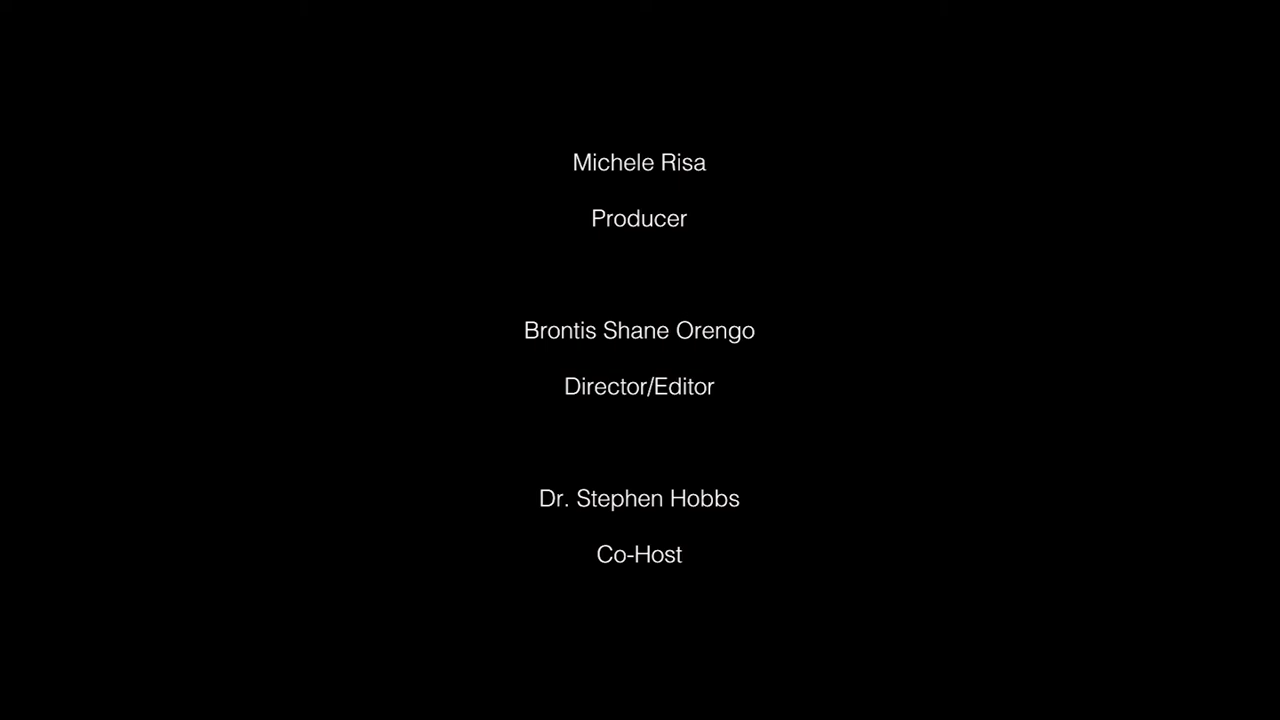 Michele Risa
Producer
Brontis Shane Orengo
Director/Editor
Dr. Stephen Hobbs
Co-Host